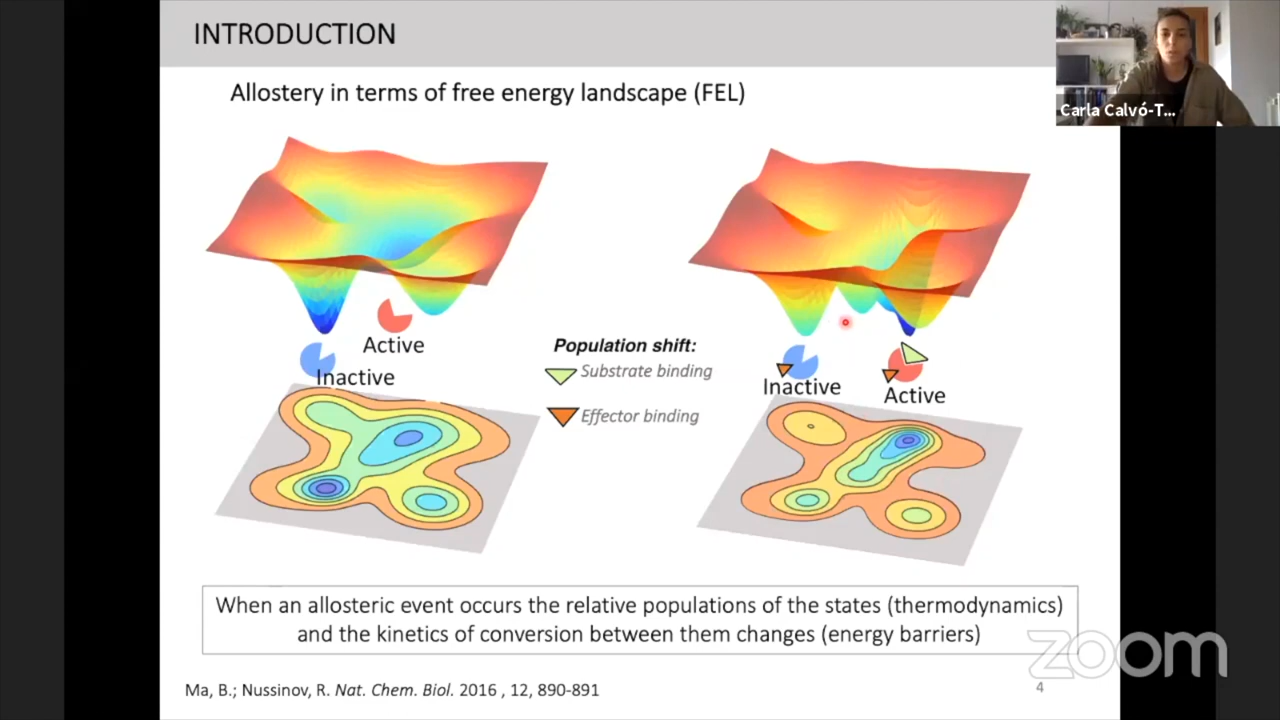 INTRODUCTION
Carla Calvó-T...
Allostery in terms of free energy landscape (FEL)
Active
Inactive
Population shift:
Substrate binding
Effector binding
Inactive
Active
When an allosteric event occurs the relative populations of the states (thermodynamics)
and the kinetics of conversion between them changes (energy barriers)
zoom
Ma, B.; Nussinov, R. Nat. Chem. Biol. 2016 , 12, 890-891
4